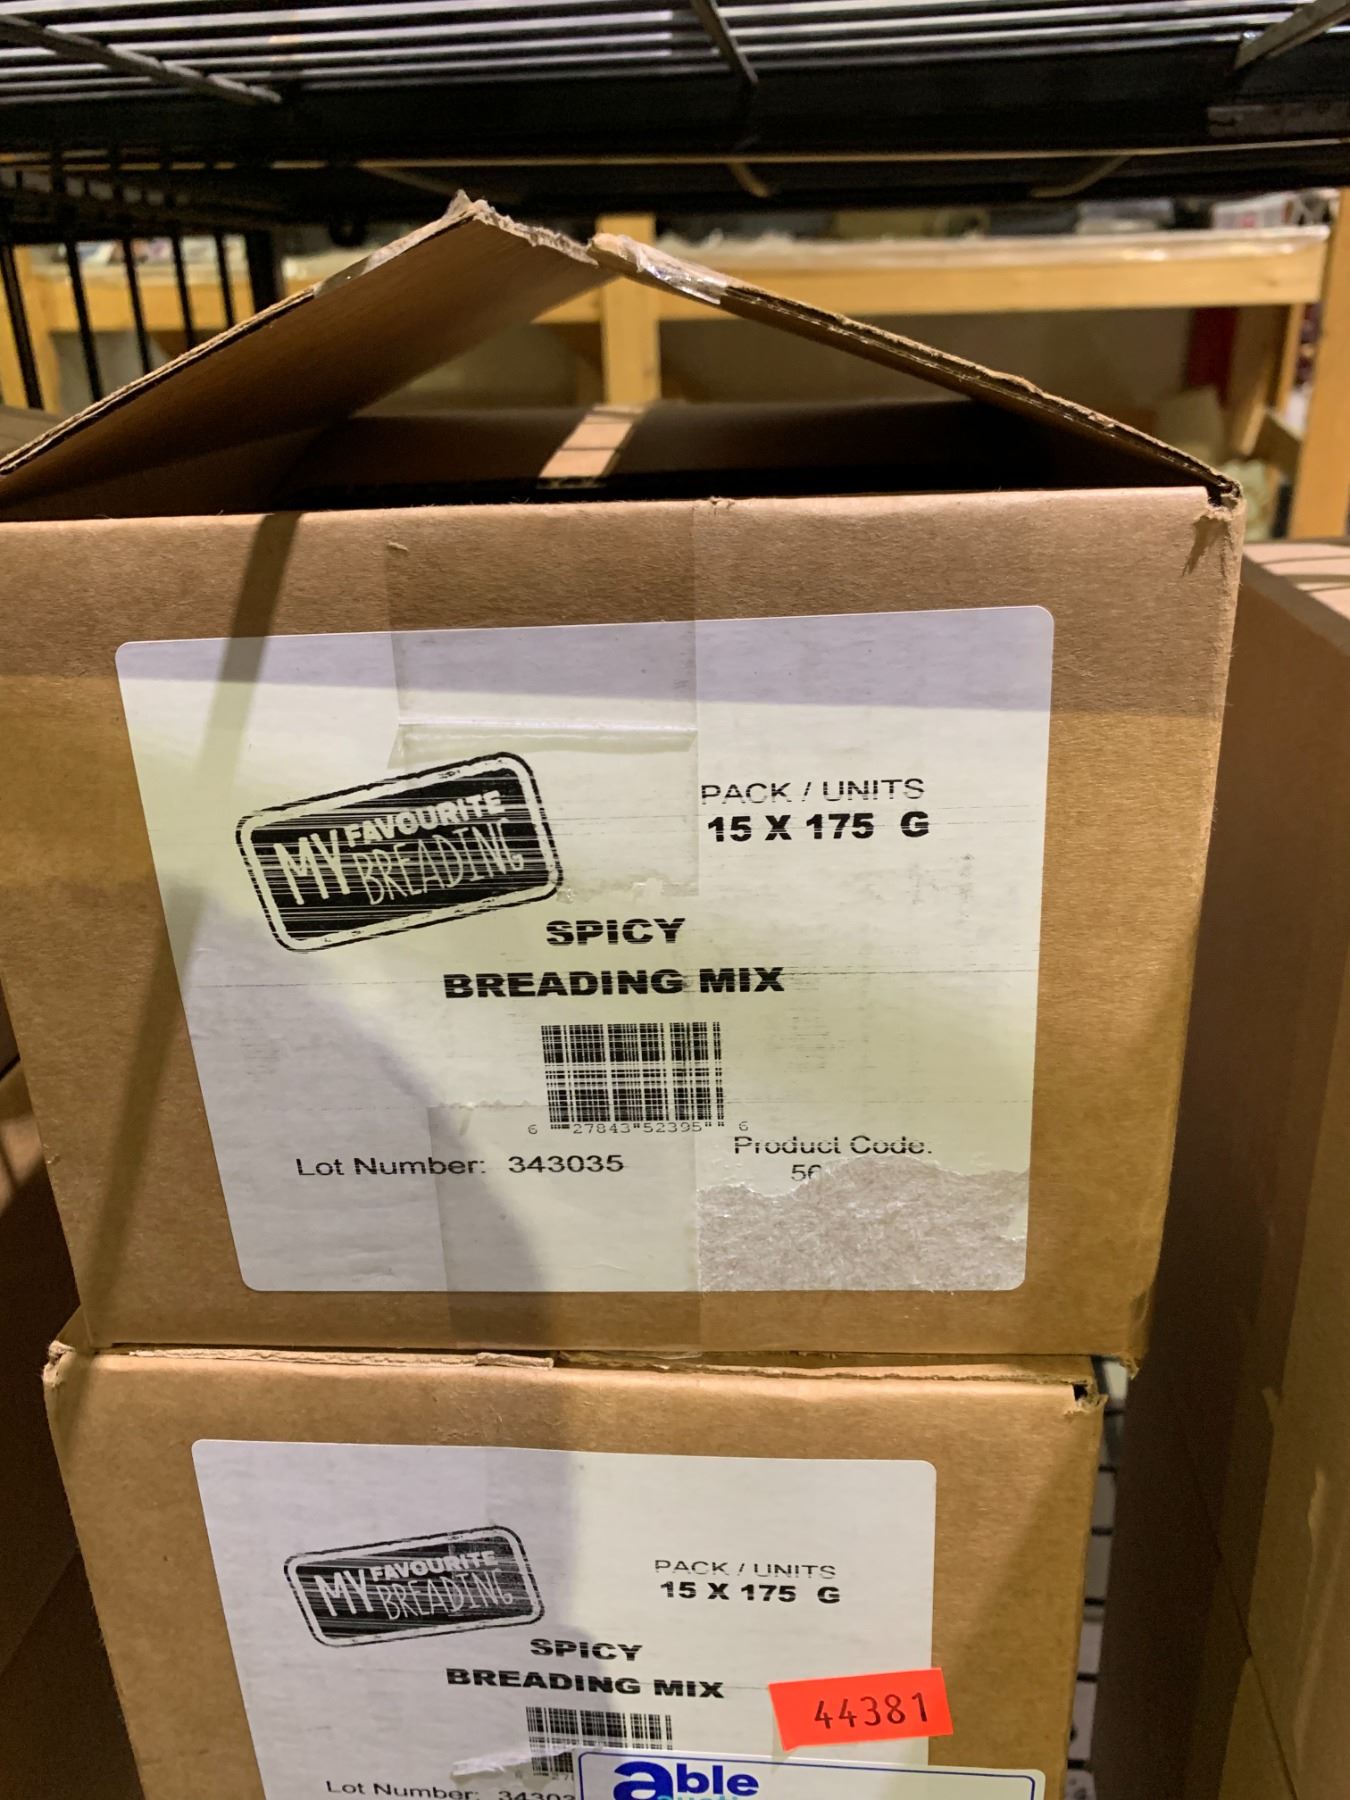 MY FAVOURITE
BREADING
PACK / UNITS
15 X 175 G
SPICY
BREADING MIX
6 27843 52395 6
Lot Number: 343035
Product Code:
MY FAVOURITE
BREADING
PACK / UNITS
15 X 175 G
SPICY
BREADING MIX
44381
able
Lot Number: